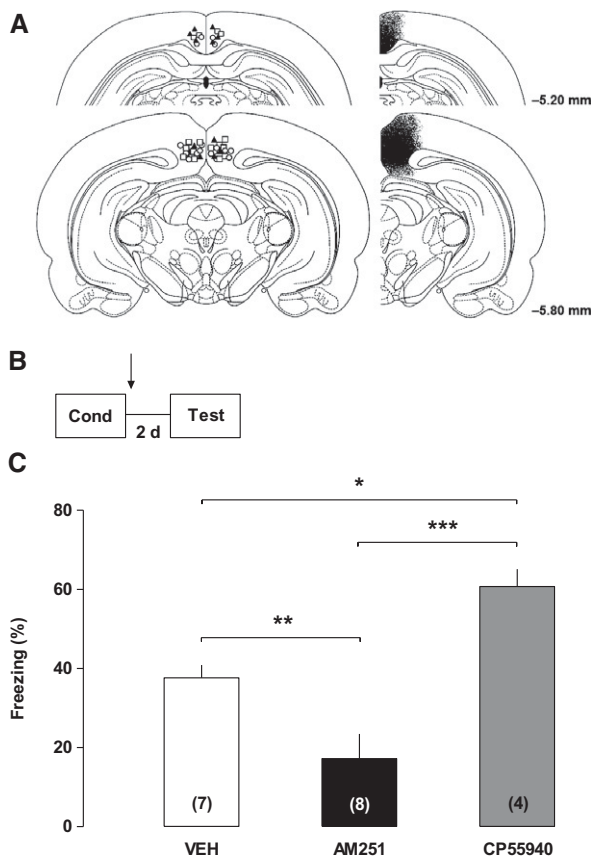 A
–5.20 mm
–5.80 mm
B
Cond
2 d
Test
C
80
60
40
20
0
Freezing (%)
*
***
**
(7)
(8)
(4)
VEH
AM251
CP55940